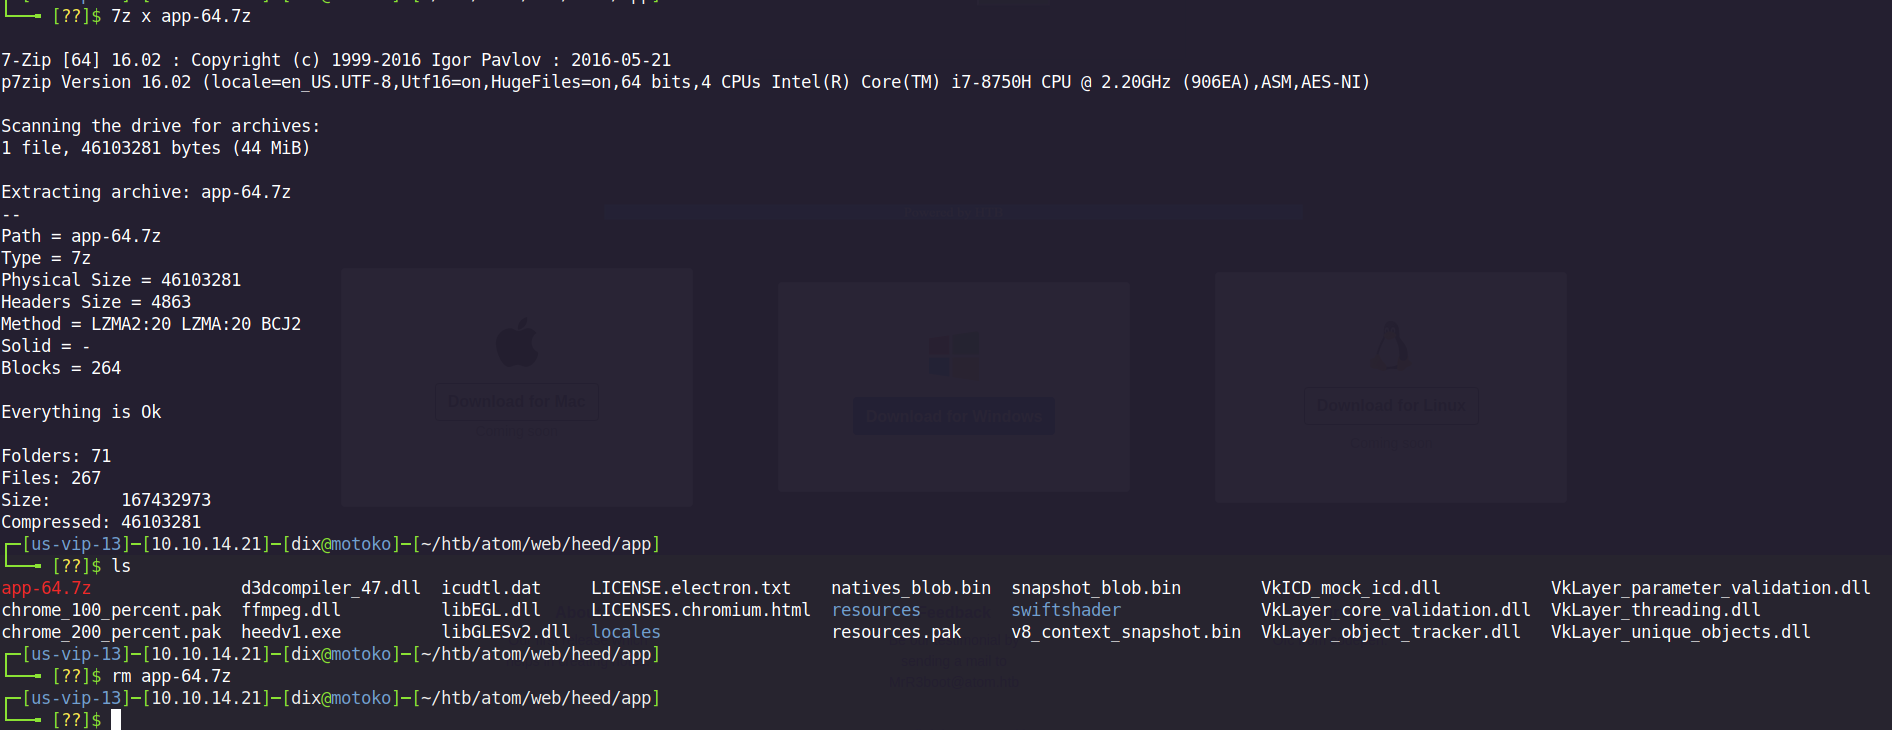 └──╼ [??]$ 7z x app-64.7z
7-Zip [64] 16.02 : Copyright (c) 1999-2016 Igor Pavlov : 2016-05-21
p7zip Version 16.02 (locale=en_US.UTF-8,Utf16=on,HugeFiles=on,64 bits,4 CPUs Intel(R) Core(TM) i7-8750H CPU @ 2.20GHz (906EA),ASM,AES-NI)
Scanning the drive for archives:
1 file, 46103281 bytes (44 MiB)
Extracting archive: app-64.7z
--
Path = app-64.7z
Type = 7z
Physical Size = 46103281
Headers Size = 4863
Method = LZMA2:20 LZMA:20 BCJ2
Solid = -
Blocks = 264
Everything is Ok
Folders: 71
Files: 267
Size:       167432973
Compressed: 46103281
┌─[us-vip-13]─[10.10.14.21]─[dix@motoko]─[~/htb/atom/web/heed/app]
└──╼ [??]$ ls
app-64.7z               d3dcompiler_47.dll  icudtl.dat     LICENSE.electron.txt    natives_blob.bin  snapshot_blob.bin        VkICD_mock_icd.dll          VkLayer_parameter_validation.dll
chrome_100_percent.pak  ffmpeg.dll          libEGL.dll     LICENSES.chromium.html  resources         swiftshader              VkLayer_core_validation.dll  VkLayer_threading.dll
chrome_200_percent.pak  heedv1.exe          libGLESv2.dll  locales                 resources.pak     v8_context_snapshot.bin  VkLayer_object_tracker.dll   VkLayer_unique_objects.dll
┌─[us-vip-13]─[10.10.14.21]─[dix@motoko]─[~/htb/atom/web/heed/app]
└──╼ [??]$ rm app-64.7z
┌─[us-vip-13]─[10.10.14.21]─[dix@motoko]─[~/htb/atom/web/heed/app]
└──╼ [??]$
Download for Mac
Download for Windows
Download for Linux